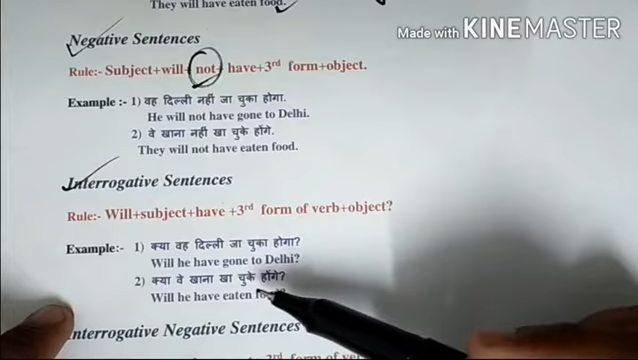 They will have eaten food.
Made with KINEMASTER
Negative Sentences
Rule:- Subject+will+ not+ have+3rd form+object.
Example :- 1) वह दिल्ली नहीं जा चुका होगा.
He will not have gone to Delhi.
2) वे खाना नहीं खा चुके होंगे.
They will not have eaten food.
Interrogative Sentences
Rule:- Will+subject+have +3rd form of verb+object?
Example:- 1) क्या वह दिल्ली जा चुका होगा?
Will he have gone to Delhi?
2) क्या वे खाना खा चुके होंगे?
Will he have eaten
Interrogative Negative Sentences
3rd form of